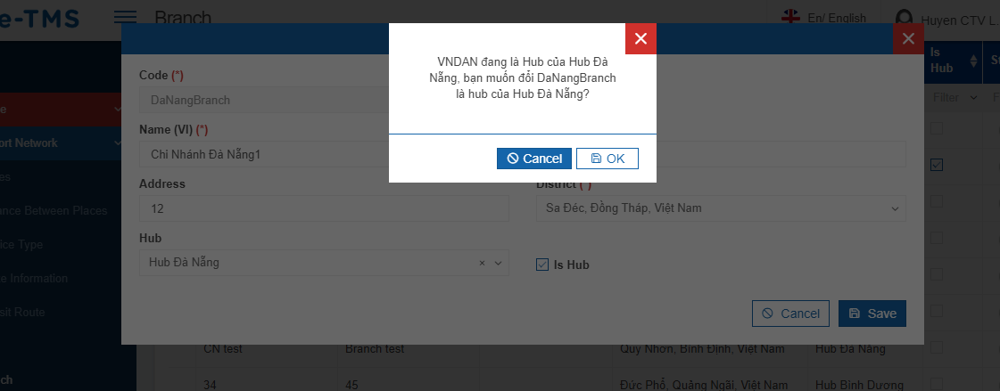 e-TMS
Branch
En/ English
Huyen CTV L.
VNDAN đang là Hub của Hub Đà
Nẵng, bạn muốn đổi DaNangBranch
là hub của Hub Đà Nẵng?
Cancel
OK
Is
Hub
Filter
Code (*)
DaNangBranch
Name (VI) (*)
Chi Nhánh Đà Nẵng1
Address
12
District (*)
Sa Đéc, Đồng Tháp, Việt Nam
Hub
Hub Đà Nẵng
Is Hub
Cancel
Save
e
ort Network
es
ance Between Places
ice Type
e Information
sit Route
ch
CN test
Branch test
Quy Nhơn, Bình Định, Việt Nam
Hub Đà Nẵng
34
45
Đức Phổ, Quảng Ngãi, Việt Nam
Hub Bình Dương